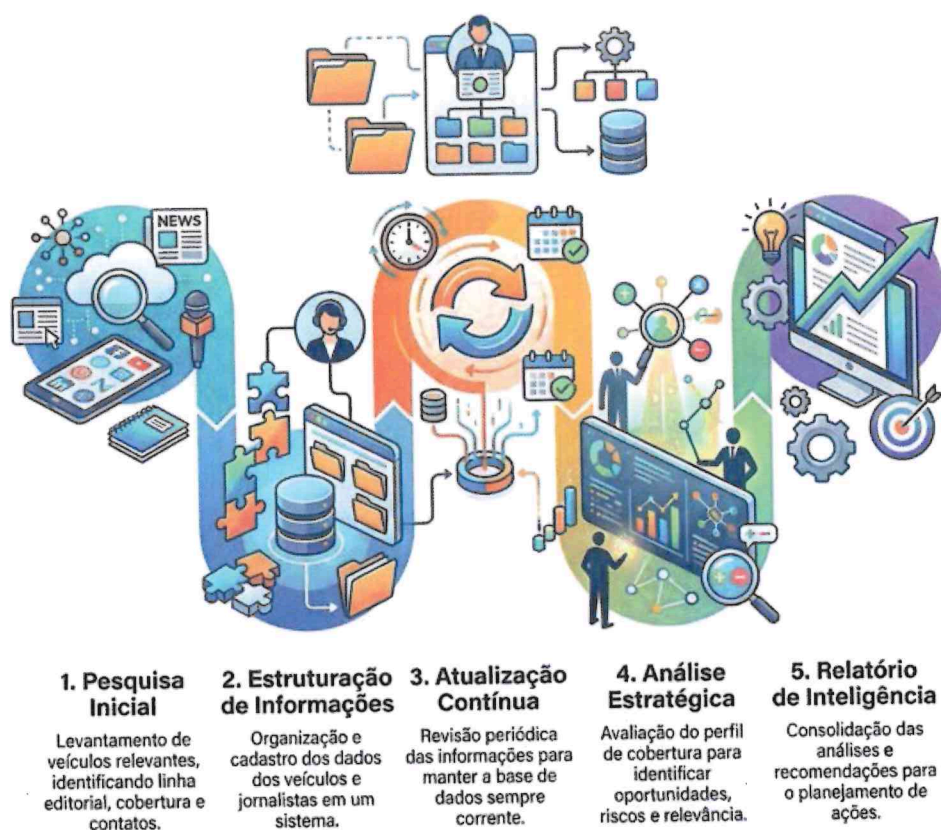 NEWS
1. Pesquisa
Inicial
Levantamento de
veículos relevantes,
identificando linha
editorial, cobertura e
contatos.
2. Estruturação
de Informações
Organização e
cadastro dos dados
dos veículos e
jornalistas em um
sistema.
3. Atualização
Contínua
Revisão periódica
das informações para
manter a base de
dados sempre
corrente.
4. Análise
Estratégica
Avaliação do perfil
de cobertura para
identificar
oportunidades,
riscos e relevância.
5. Relatório
de Inteligência
Consolidação das
análises e
recomendações para
o planejamento de
ações.